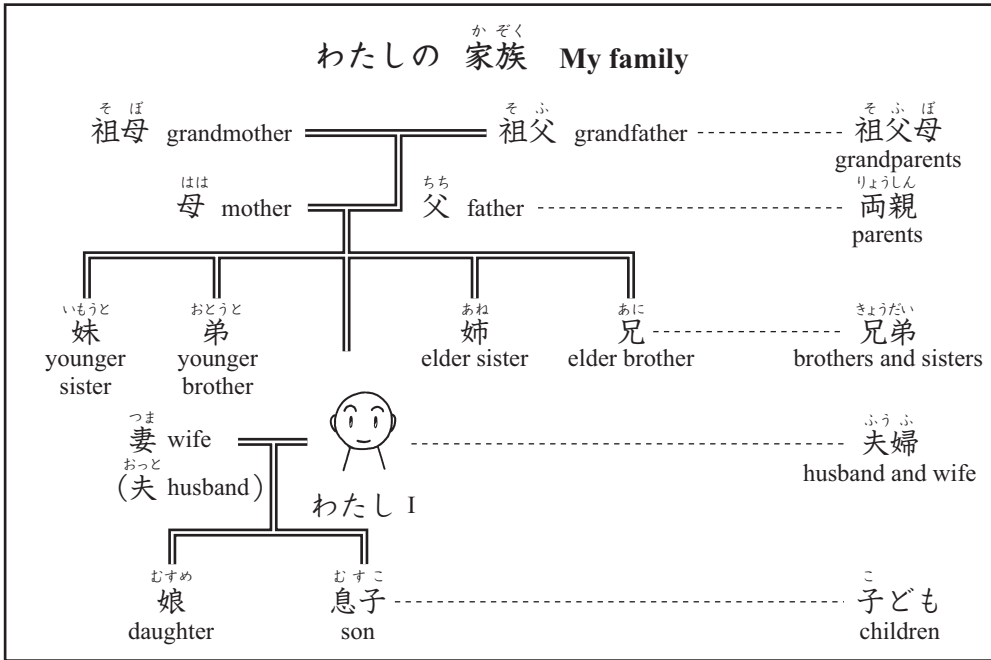 か ぞく
わたしの 家族 My family
そ ぼ そ ふ そ ふ ぼ
祖母 grandmother 祖父 grandfather 祖父母
grandparents
はは ちち りょうしん
母 mother 父 father 両親
parents
いもうと おとうと あね あに きょうだい
妹 弟 姉 兄 兄弟
younger younger elder sister elder brother brothers and sisters
sister brother
つま ふう ふ
妻 wife 夫婦
husband and wife
おっと
(夫 husband)
わたし I
むすめ むす こ こ
娘 息子 子ども
daughter son children